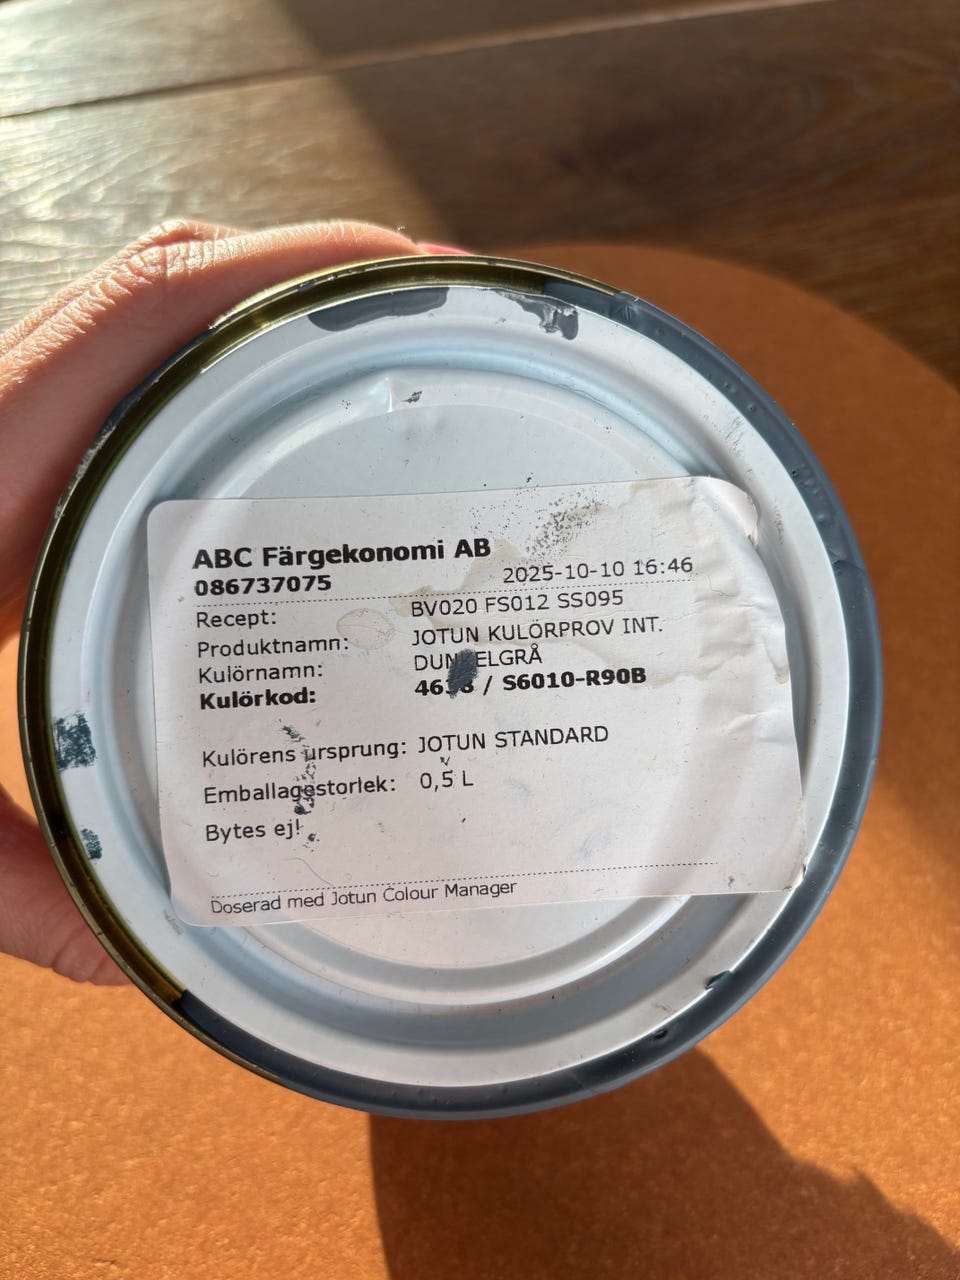 ABC Färgekonomi AB
086737075 2025-10-10 16:46
Recept: BV020 FS012 SS095
Produktnamn: JOTUN KULÖRPROV INT.
Kulörnamn: DUNKELGRÅ
Kulörkod: / S6010-R90B
Kulörens ursprung: JOTUN STANDARD
Emballagestorlek: 0,5 L
Bytes ej!
Doserad med Jotun Colour Manager